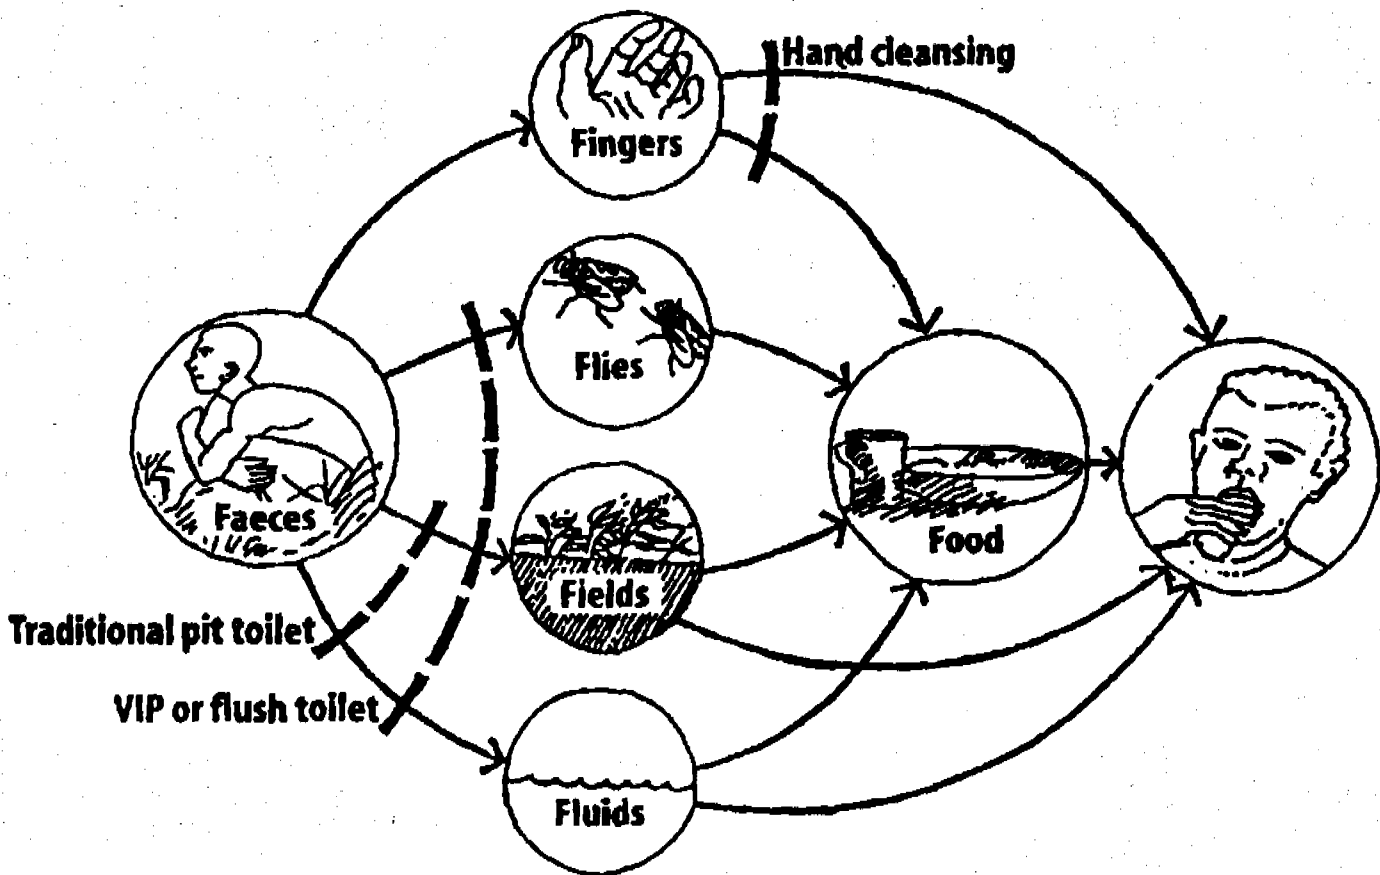 Hand cleansing
Fingers
Flies
Faeces
Food
Fields
Traditional pit toilet
VIP or flush toilet
Fluids